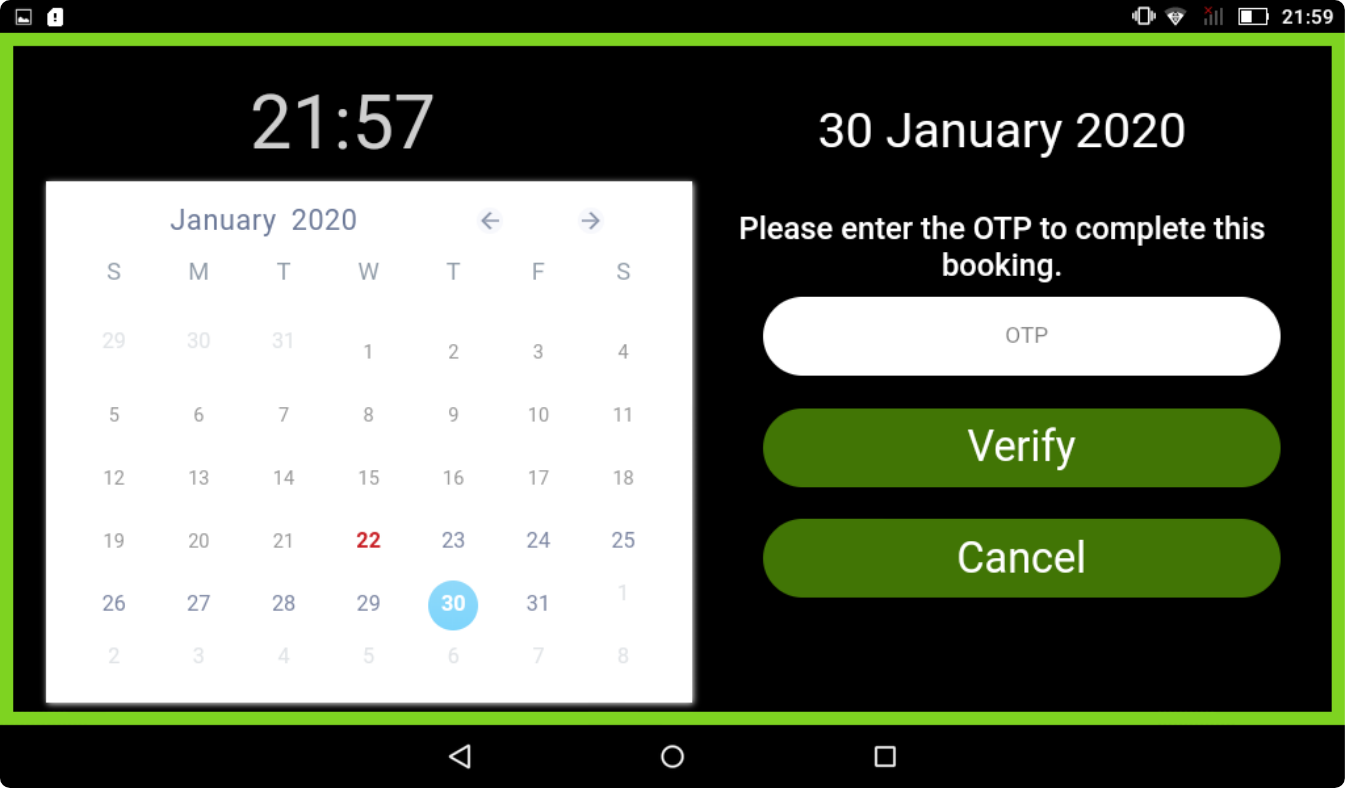 21:59
21:57
January 2020
S M T W T F S
29 30 31 1 2 3 4
5 6 7 8 9 10 11
12 13 14 15 16 17 18
19 20 21 22 23 24 25
26 27 28 29 30 31 1
2 3 4 5 6 7 8
30 January 2020
Please enter the OTP to complete this
booking.
OTP
Verify
Cancel